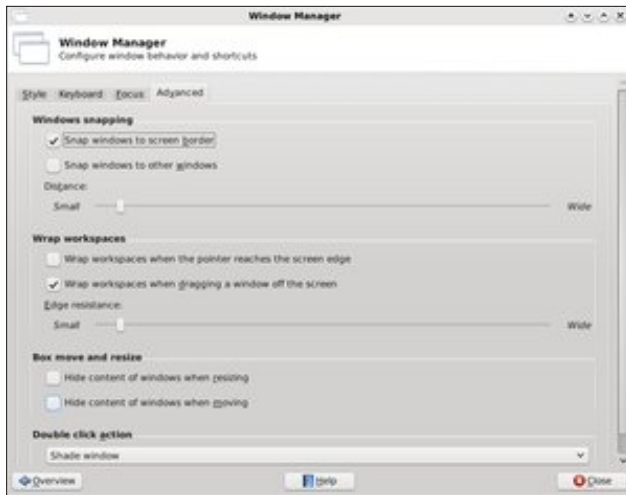 Window Manager
Window Manager
Configure window behavior and shortcuts
Style Keyboard Focus Advanced
Windows snapping
Snap windows to screen border
Snap windows to other windows
Distance:
Small Wide
Wrap workspaces
Wrap workspaces when the pointer reaches the screen edge
Wrap workspaces when dragging a window off the screen
Edge resistance:
Small Wide
Box move and resize
Hide content of windows when resizing
Hide content of windows when moving
Double click action
Shade window
Overview Help Close